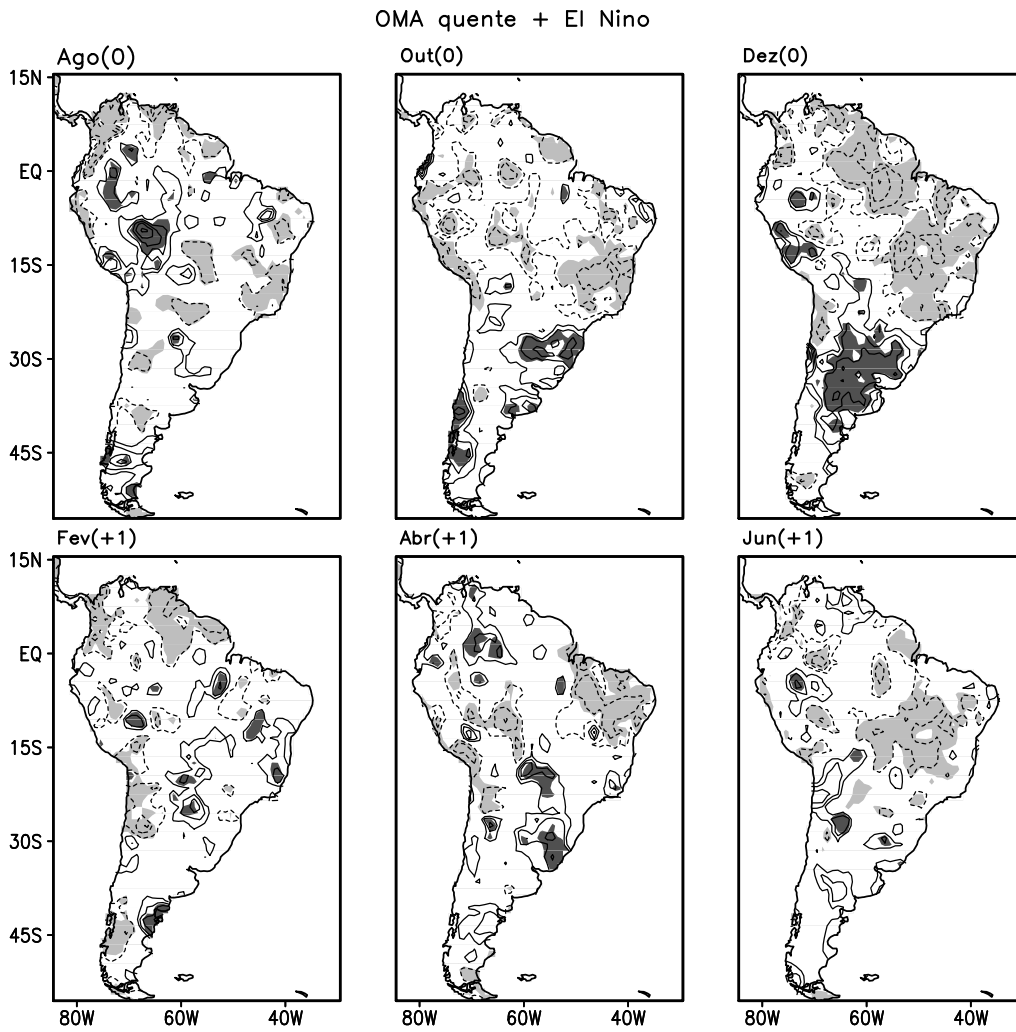 OMA quente + El Nino
Ago(0)
Out(0)
Dez(0)
15N
EQ
15S
30S
45S
Fev(+1)
Abr(+1)
Jun(+1)
15N
EQ
15S
30S
45S
80W 60W 40W 80W 60W 40W 80W 60W 40W